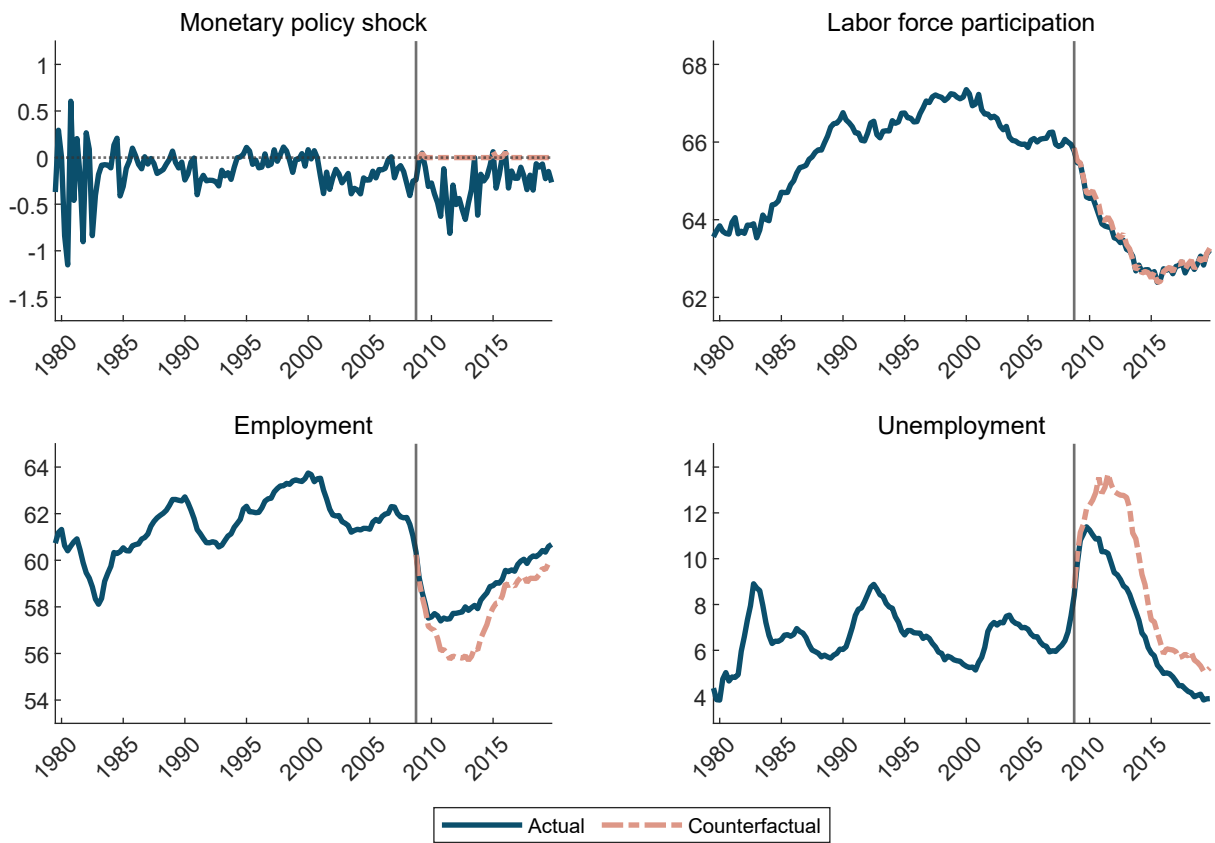 Monetary policy shock
1
0.5
0
-0.5
-1
-1.5
1980 1985 1990 1995 2000 2005 2010 2015
Labor force participation
68
66
64
62
1980 1985 1990 1995 2000 2005 2010 2015
Employment
64
62
60
58
56
54
1980 1985 1990 1995 2000 2005 2010 2015
Unemployment
14
12
10
8
6
4
1980 1985 1990 1995 2000 2005 2010 2015
Actual Counterfactual